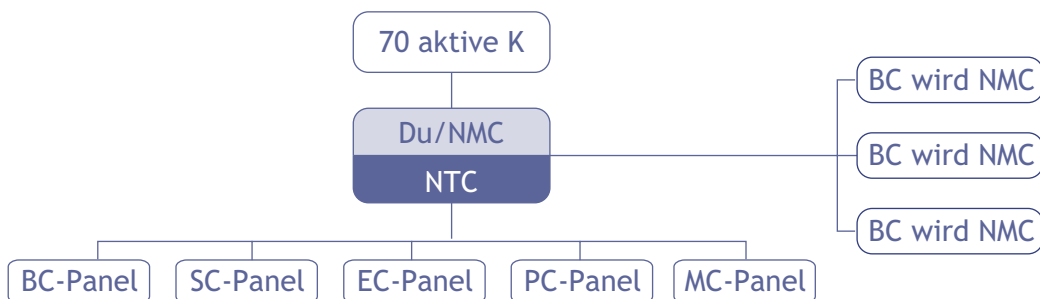 70 aktive K
Du/NMC
NTC
BC wird NMC
BC wird NMC
BC wird NMC
BC-Panel
SC-Panel
EC-Panel
PC-Panel
MC-Panel